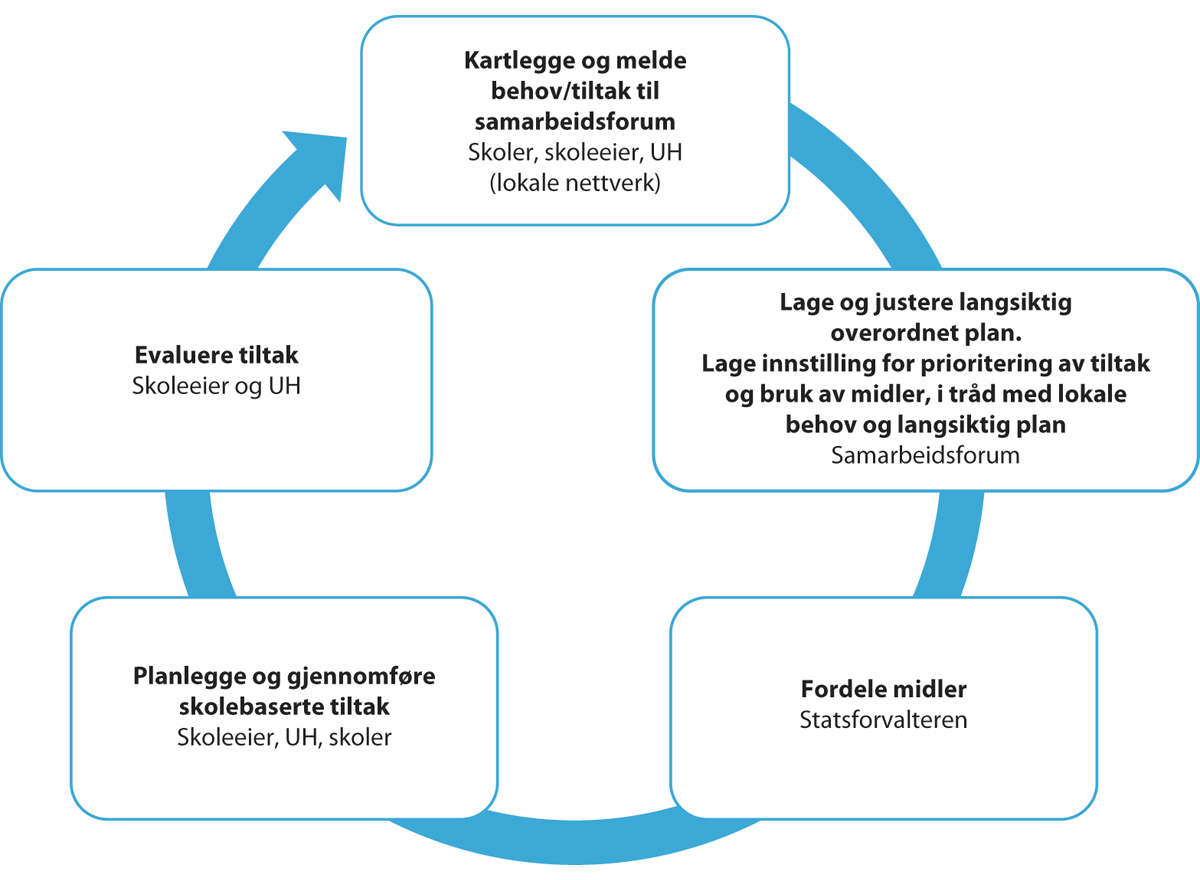 Kartlegge og melde
behov/tiltak til
samarbeidsforum
Skoler, skoleeier, UH
(lokale nettverk)
Lage og justere langsiktig
overordnet plan.
Lage innstilling for prioritering av tiltak
og bruk av midler, i tråd med lokale
behov og langsiktig plan
Samarbeidsforum
Fordele midler
Statsforvalteren
Planlegge og gjennomføre
skolebaserte tiltak
Skoleeier, UH, skoler
Evaluere tiltak
Skoleeier og UH